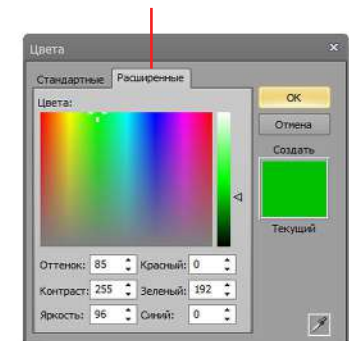 Цвета
Стандартные Расширенные
Цвета:
OK
Отмена
Создать
Текущий
Оттенок: 85 Красный: 0
Контраст: 255 Зеленый: 192
Яркость: 96 Синий: 0